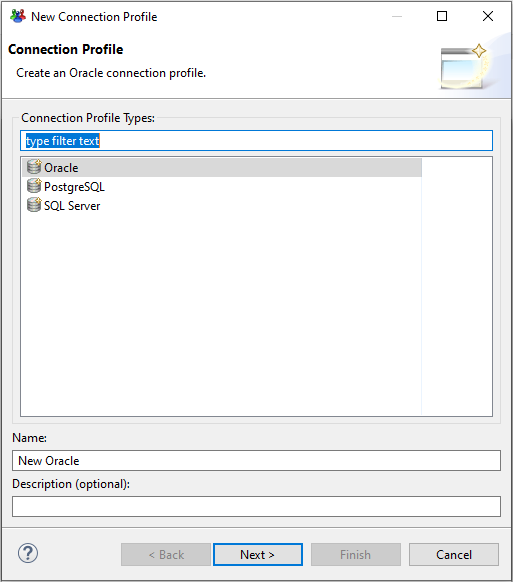 New Connection Profile
Connection Profile
Create an Oracle connection profile.
Connection Profile Types:
type filter text
Oracle
PostgreSQL
SQL Server
Name:
New Oracle
Description (optional):
?
< Back
Next >
Finish
Cancel